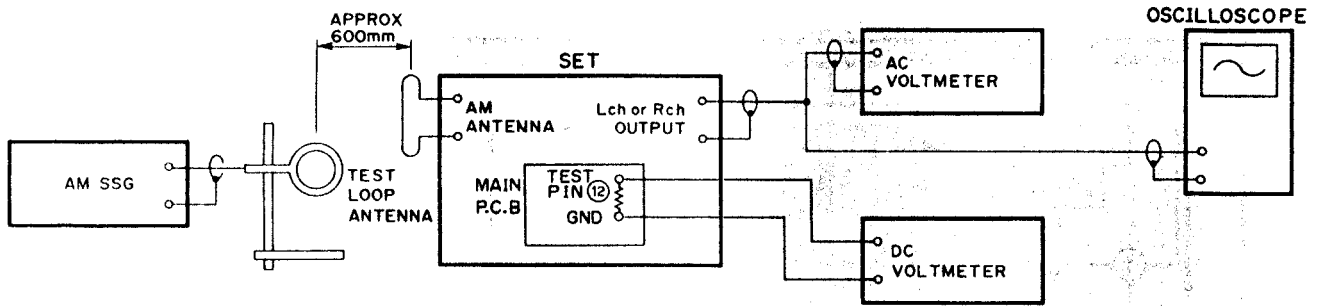 APPROX
600mm
OSCILLOSCOPE
SET
AC
VOLTMETER
AM
ANTENNA
Lch or Rch
OUTPUT
AM SSG
TEST
LOOP
ANTENNA
MAIN
P.C.B
TEST
PIN ⑫
GND
DC
VOLTMETER